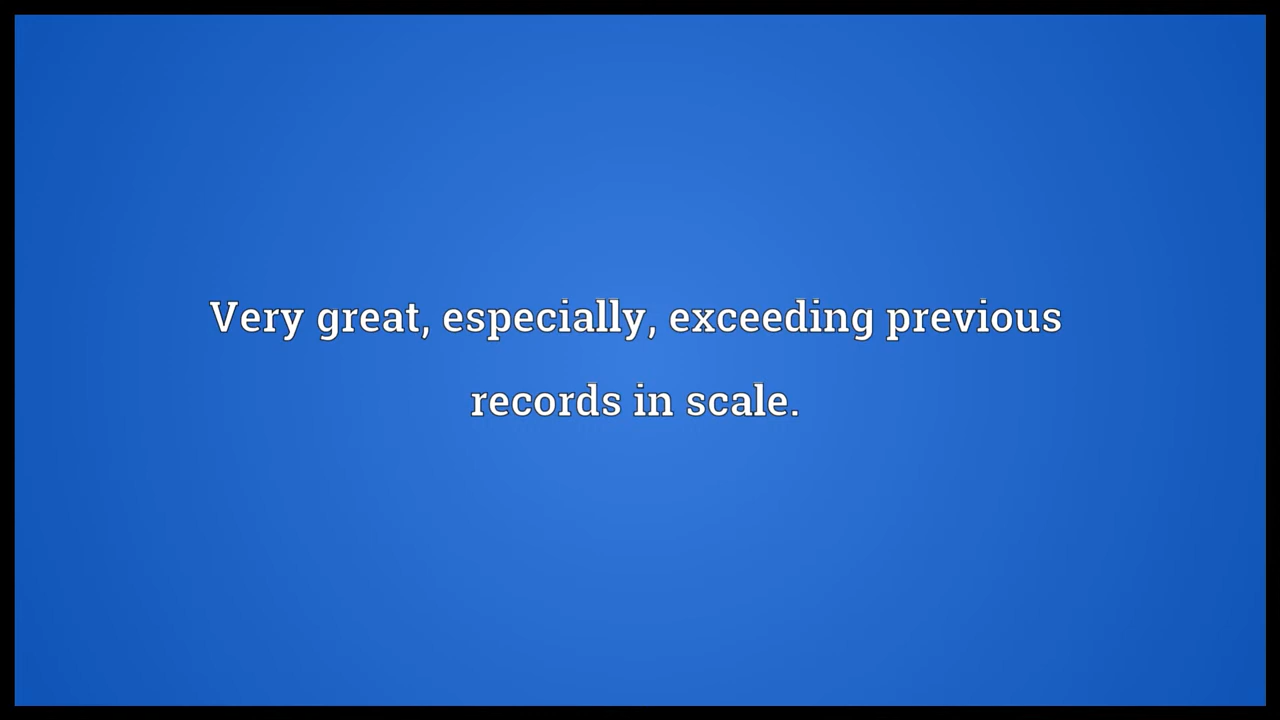 Very great, especially, exceeding previous
records in scale.